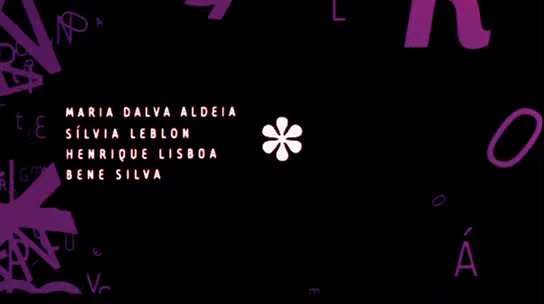 MARIA DALVA ALDEIA
SÍLVIA LEBLON
HENRIQUE LISBOA
BENE SILVA